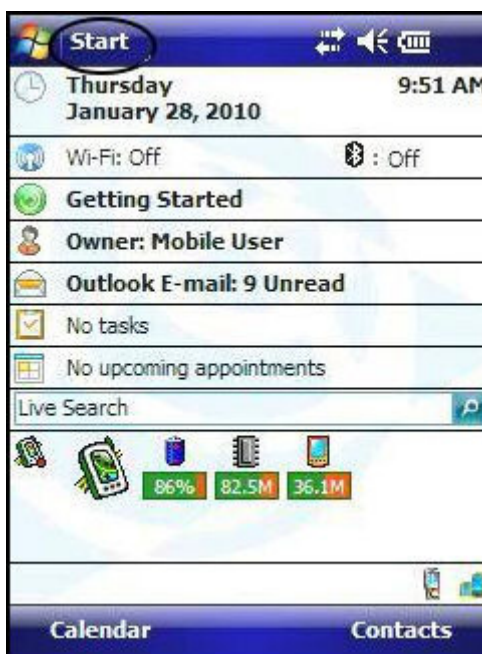 Start
Thursday 9:51 AM
January 28, 2010
Wi-Fi: Off : Off
Getting Started
Owner: Mobile User
Outlook E-mail: 9 Unread
No tasks
No upcoming appointments
Live Search
86% 82.5M 36.1M
Calendar Contacts